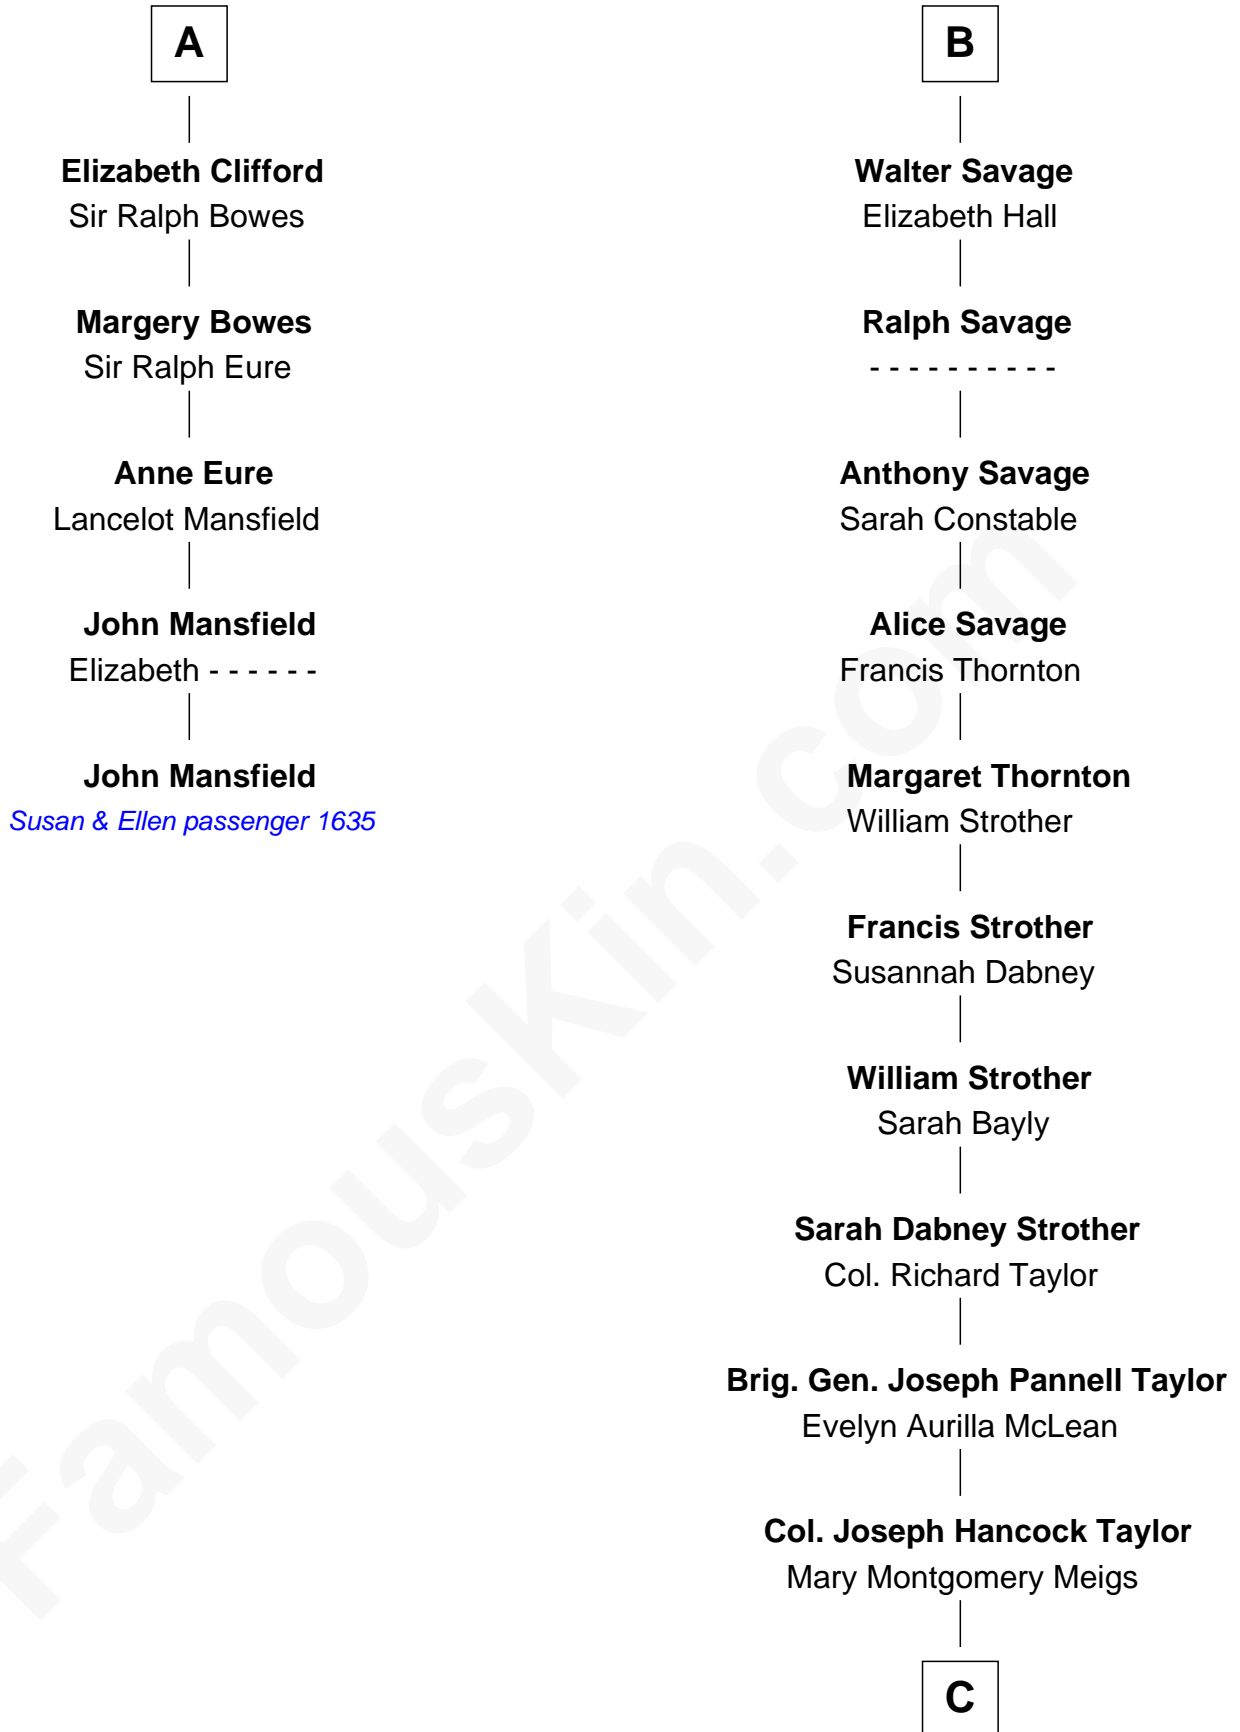 A
Elizabeth Clifford
Sir Ralph Bowes
Margery Bowes
Sir Ralph Eure
Anne Eure
Lancelot Mansfield
John Mansfield
Elizabeth - - - - - -
John Mansfield
Susan & Ellen passenger 1635
B
Walter Savage
Elizabeth Hall
Ralph Savage
- - - - - - - - - -
Anthony Savage
Sarah Constable
Alice Savage
Francis Thornton
Margaret Thornton
William Strother
Francis Strother
Susannah Dabney
William Strother
Sarah Bayly
Sarah Dabney Strother
Col. Richard Taylor
Brig. Gen. Joseph Pannell Taylor
Evelyn Aurilla McLean
Col. Joseph Hancock Taylor
Mary Montgomery Meigs
C
FamousKin.com